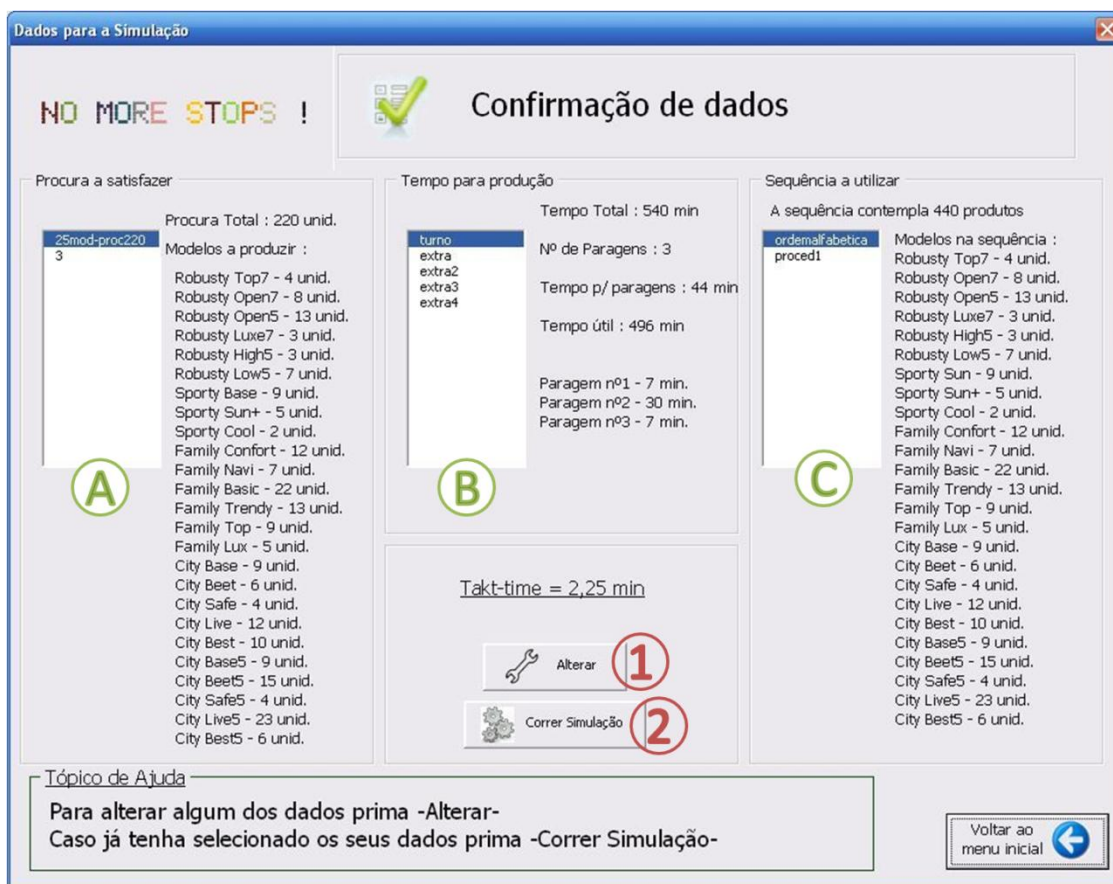 Dados para a Simulação
NO MORE STOPS !
Confirmação de dados
Procura a satisfazer
25mod-proc220
3
Procura Total : 220 unid.
Modelos a produzir :
Robusty Top7 - 4 unid.
Robusty Open7 - 8 unid.
Robusty Open5 - 13 unid.
Robusty Luxe7 - 3 unid.
Robusty High5 - 3 unid.
Robusty Low5 - 7 unid.
Sporty Base - 9 unid.
Sporty Sun+ - 5 unid.
Sporty Cool - 2 unid.
Family Confort - 12 unid.
Family Navi - 7 unid.
Family Basic - 22 unid.
Family Trendy - 13 unid.
Family Top - 9 unid.
Family Lux - 5 unid.
City Base - 9 unid.
City Beet - 6 unid.
City Safe - 4 unid.
City Live - 12 unid.
City Best - 10 unid.
City Base5 - 9 unid.
City Beet5 - 15 unid.
City Safe5 - 4 unid.
City Live5 - 23 unid.
City Best5 - 6 unid.
A
Tempo para produção
turno
extra
extra2
extra3
extra4
Tempo Total : 540 min
Nº de Paragens : 3
Tempo p/ paragens : 44 min
Tempo útil : 496 min
Paragem nº1 - 7 min.
Paragem nº2 - 30 min.
Paragem nº3 - 7 min.
B
Takt-time = 2,25 min
Alterar
1
Correr Simulação
2
Sequência a utilizar
A sequência contempla 440 produtos
ordemalfabetica
proced1
Modelos na sequência :
Robusty Top7 - 4 unid.
Robusty Open7 - 8 unid.
Robusty Open5 - 13 unid.
Robusty Luxe7 - 3 unid.
Robusty High5 - 3 unid.
Robusty Low5 - 7 unid.
Sporty Sun - 9 unid.
Sporty Sun+ - 5 unid.
Sporty Cool - 2 unid.
Family Confort - 12 unid.
Family Navi - 7 unid.
Family Basic - 22 unid.
Family Trendy - 13 unid.
Family Top - 9 unid.
Family Lux - 5 unid.
City Base - 9 unid.
City Beet - 6 unid.
City Safe - 4 unid.
City Live - 12 unid.
City Best - 10 unid.
City Base5 - 9 unid.
City Beet5 - 15 unid.
City Safe5 - 4 unid.
City Live5 - 23 unid.
City Best5 - 6 unid.
C
Tópico de Ajuda
Para alterar algum dos dados prima -Alterar-
Caso já tenha selecionado os seus dados prima -Correr Simulação-
Voltar ao
menu inicial